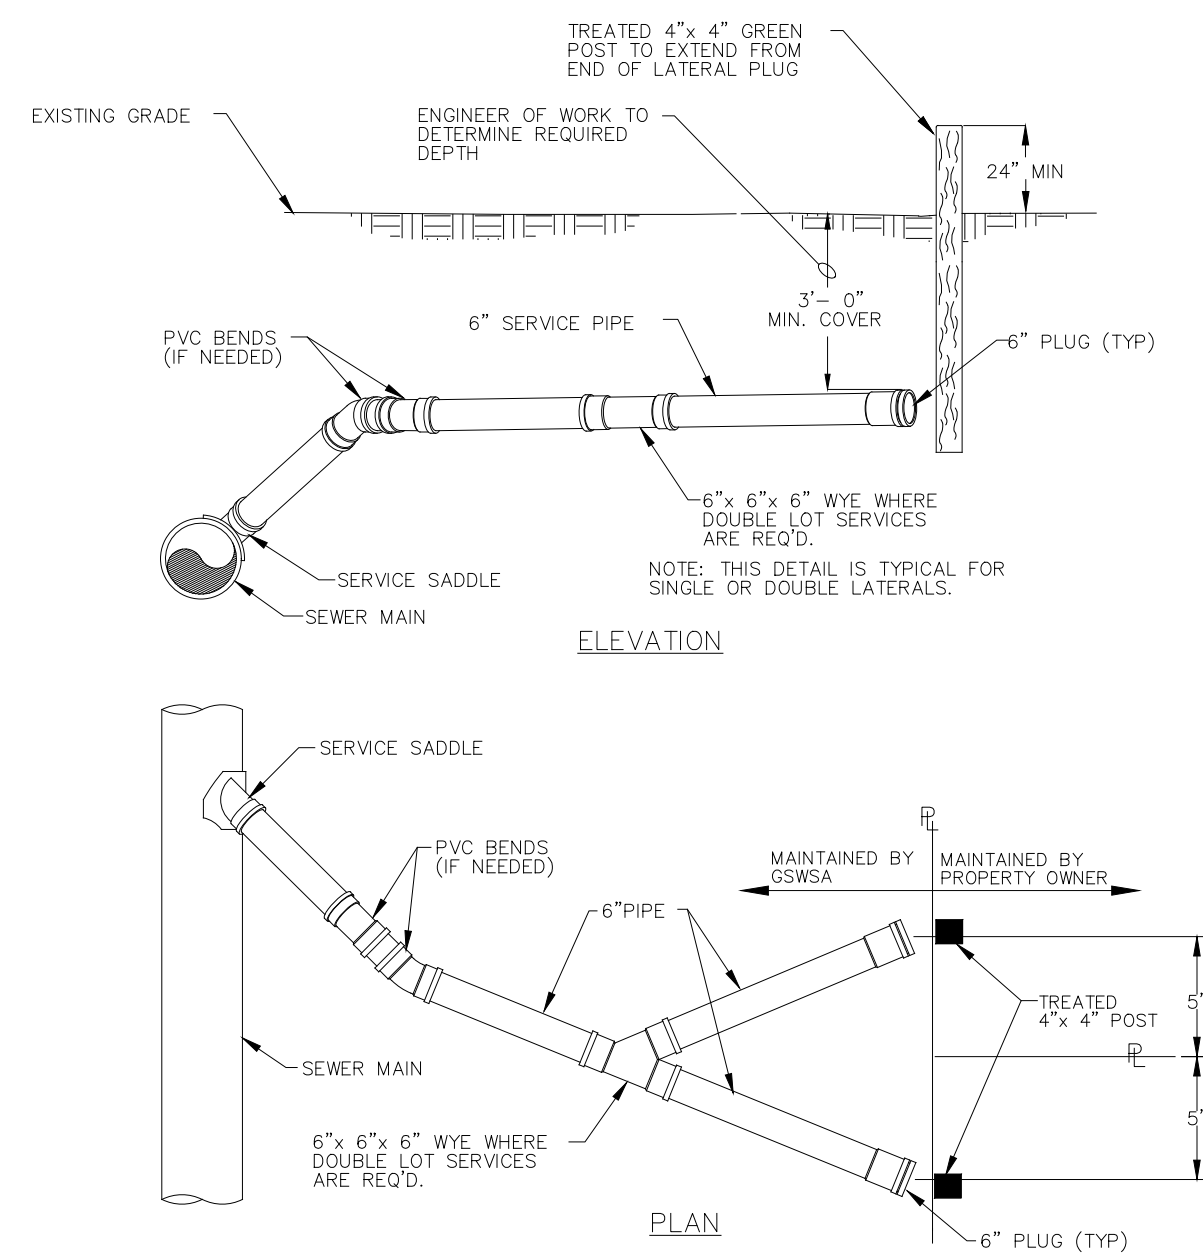 TREATED 4"x 4" GREEN
POST TO EXTEND FROM
END OF LATERAL PLUG
EXISTING GRADE
ENGINEER OF WORK TO
DETERMINE REQUIRED
DEPTH
24" MIN
3'- 0"
MIN. COVER
6" SERVICE PIPE
PVC BENDS
(IF NEEDED)
6" PLUG (TYP)
6"x 6"x 6" WYE WHERE
DOUBLE LOT SERVICES
ARE REQ'D.
NOTE: THIS DETAIL IS TYPICAL FOR
SINGLE OR DOUBLE LATERALS.
SERVICE SADDLE
SEWER MAIN
ELEVATION
SERVICE SADDLE
PVC BENDS
(IF NEEDED)
PL
MAINTAINED BY
GSWSA
MAINTAINED BY
PROPERTY OWNER
6"PIPE
TREATED
4"x 4" POST
5'
PL
5'
SEWER MAIN
6"x 6"x 6" WYE WHERE
DOUBLE LOT SERVICES
ARE REQ'D.
PLAN
6" PLUG (TYP)